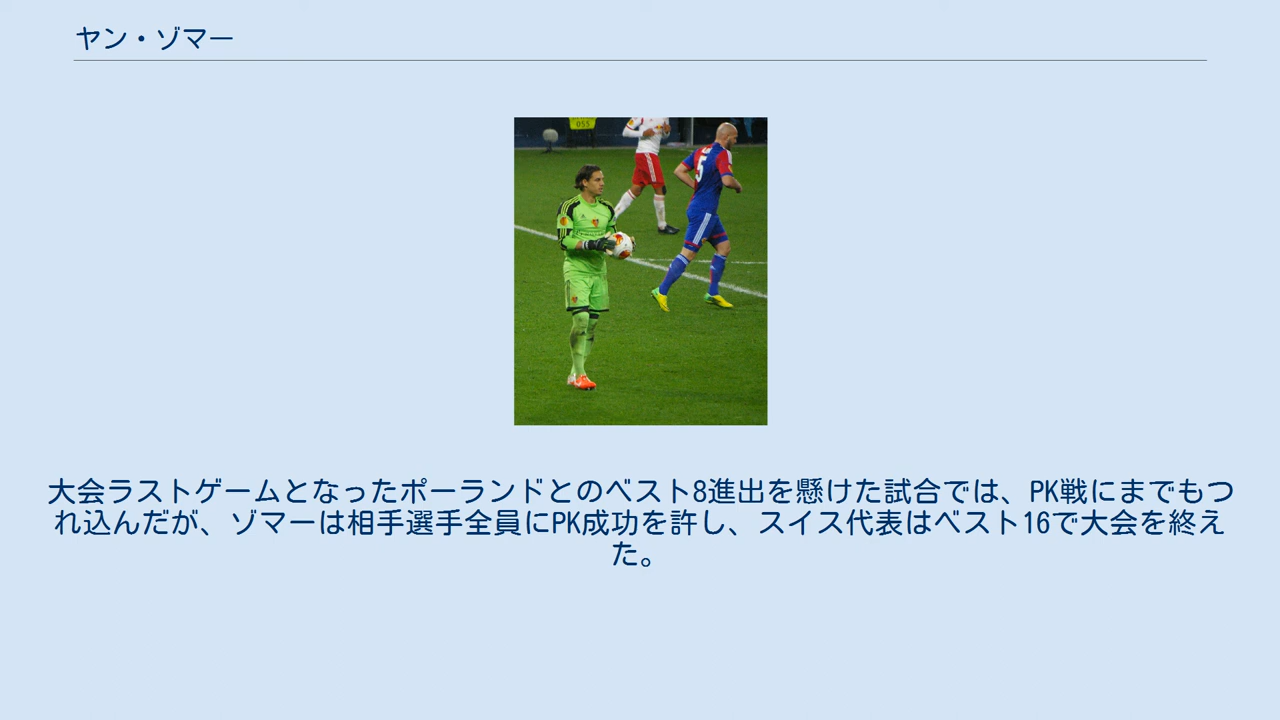 ヤン・ゾマー
055
5
大会ラストゲームとなったポーランドとのベスト8進出を懸けた試合では、PK戦にまでもつ
れ込んだが、ゾマーは相手選手全員にPK成功を許し、スイス代表はベスト16で大会を終え
た。